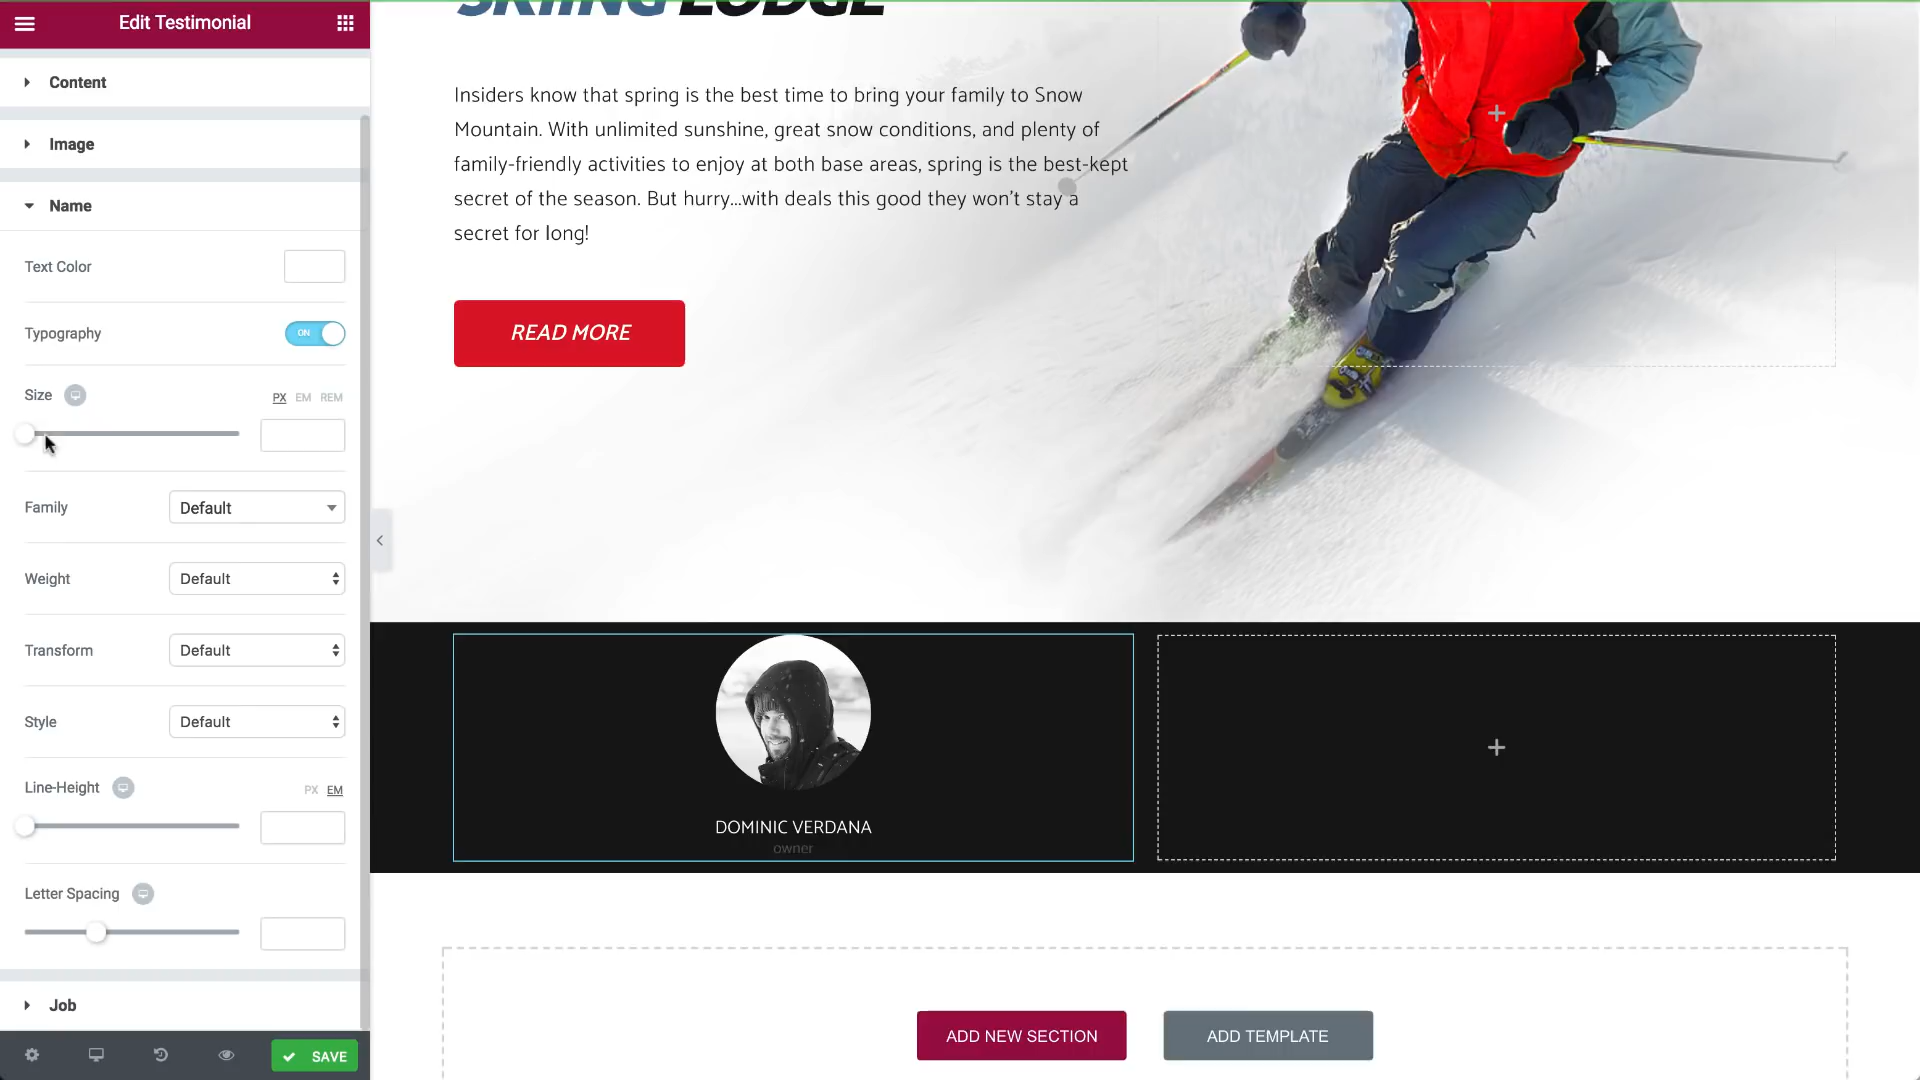 Edit Testimonial
Content
Image
Name
Text Color
Typography
ON
Size
PX EM REM
Family
Default
Weight
Default
Transform
Default
Style
Default
Line-Height
PX EM
Letter Spacing
Job
SAVE
SKIING LODGE
Insiders know that spring is the best time to bring your family to Snow
Mountain. With unlimited sunshine, great snow conditions, and plenty of
family-friendly activities to enjoy at both base areas, spring is the best-kept
secret of the season. But hurry...with deals this good they won't stay a
secret for long!
READ MORE
DOMINIC VERDANA
owner
ADD NEW SECTION
ADD TEMPLATE